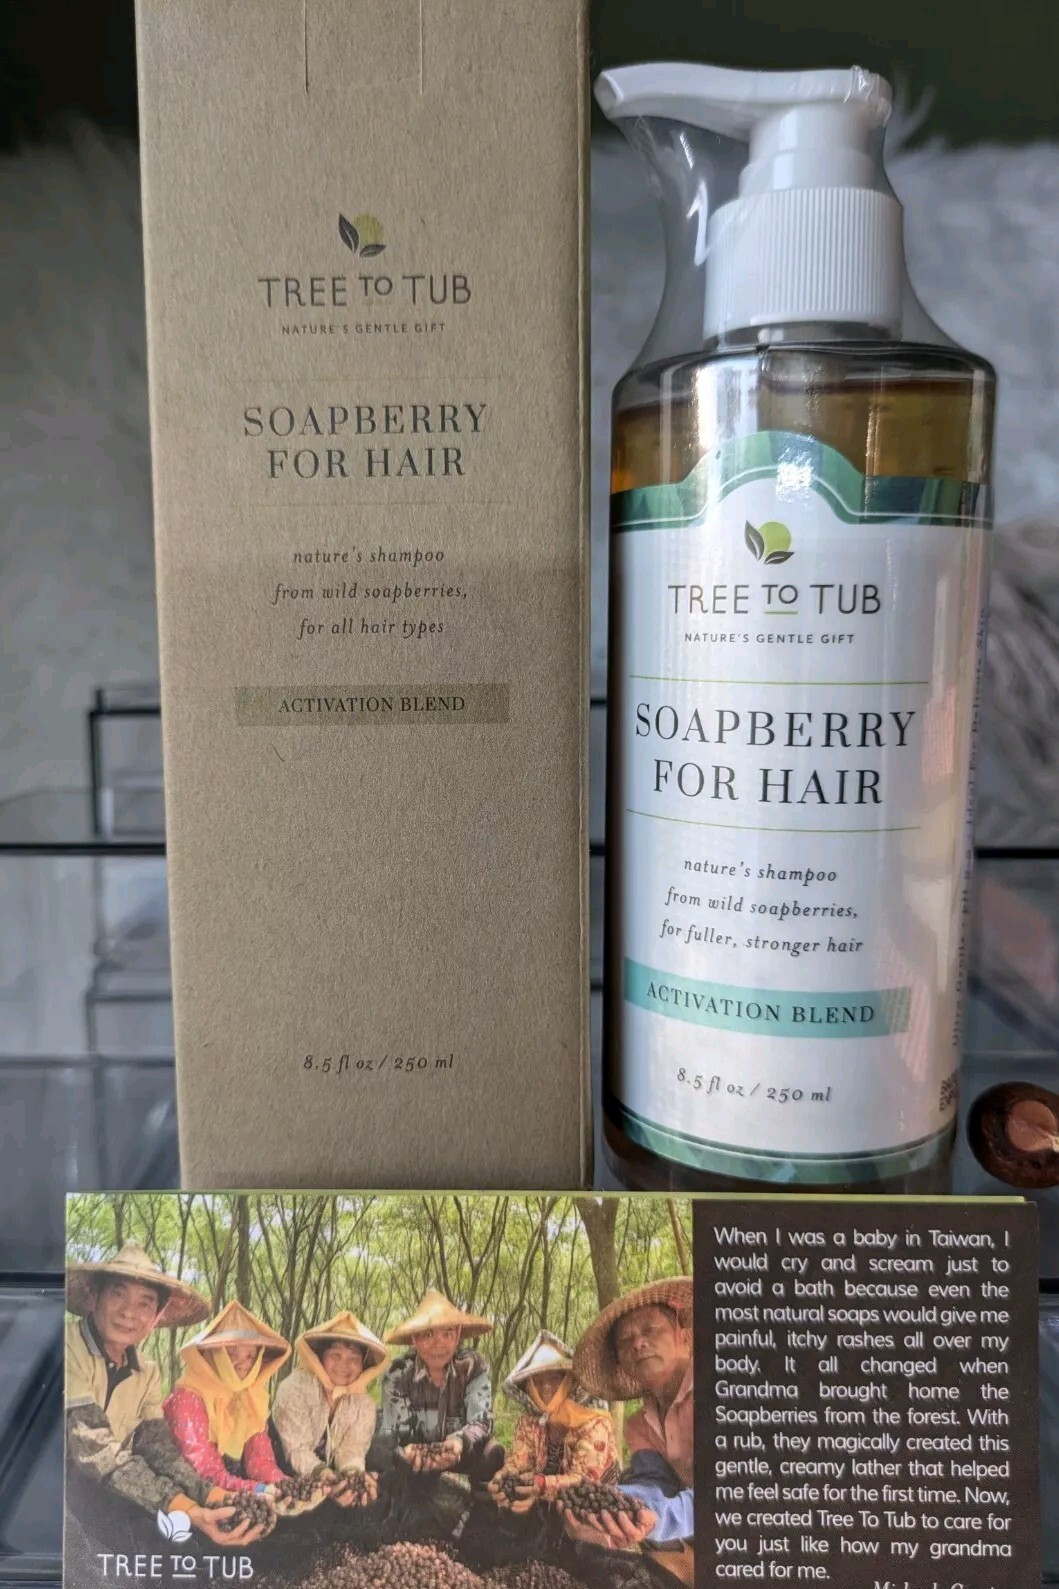 TREE TO TUB
NATURE'S GENTLE GIFT
SOAPBERRY
FOR HAIR
nature's shampoo
from wild soapberries,
for all hair types
ACTIVATION BLEND
8.5 fl oz / 250 ml
TREE TO TUB
NATURE'S GENTLE GIFT
SOAPBERRY
FOR HAIR
nature's shampoo
from wild soapberries,
for fuller, stronger hair
ACTIVATION BLEND
8.5 fl oz / 250 ml
TREE TO TUB
When I was a baby in Taiwan, I
would cry and scream just to
avoid a bath because even the
most natural soaps would give me
painful, itchy rashes all over my
body. It all changed when
Grandma brought home the
Soapberries from the forest. With
a rub, they magically created this
gentle, creamy lather that helped
me feel safe for the first time. Now,
we created Tree To Tub to care for
you just like how my grandma
cared for me.